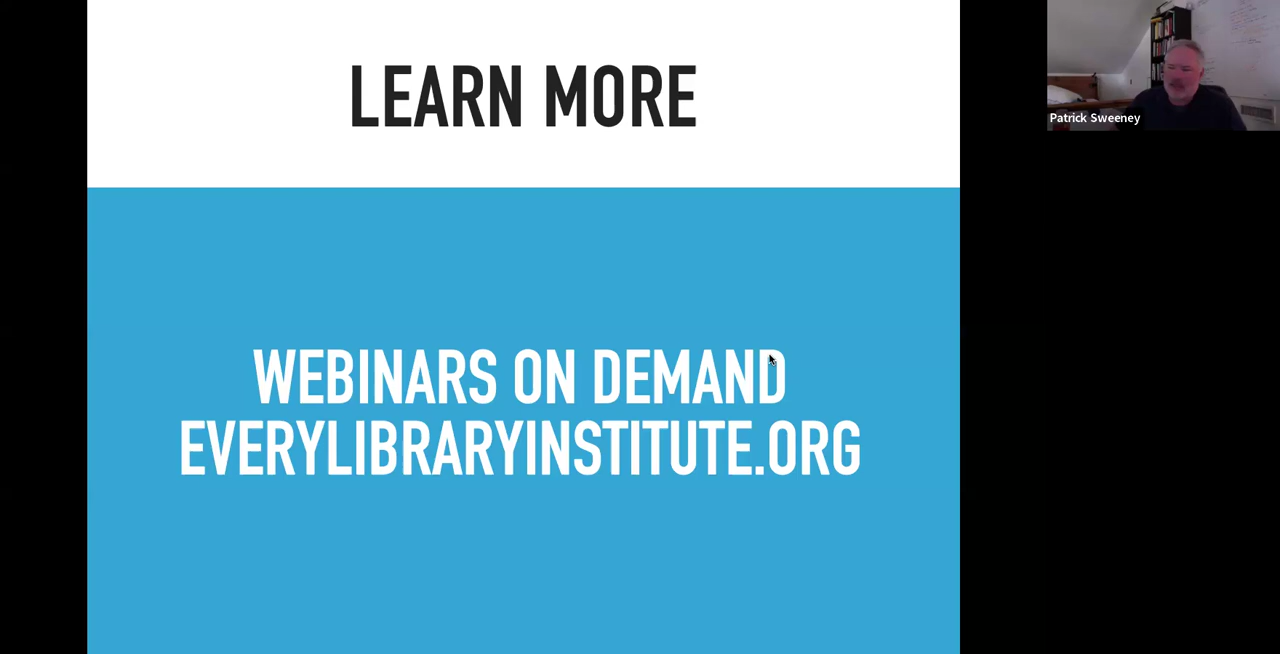 LEARN MORE
WEBINARS ON DEMAND
EVERYLIBRARYINSTITUTE.ORG
Patrick Sweeney